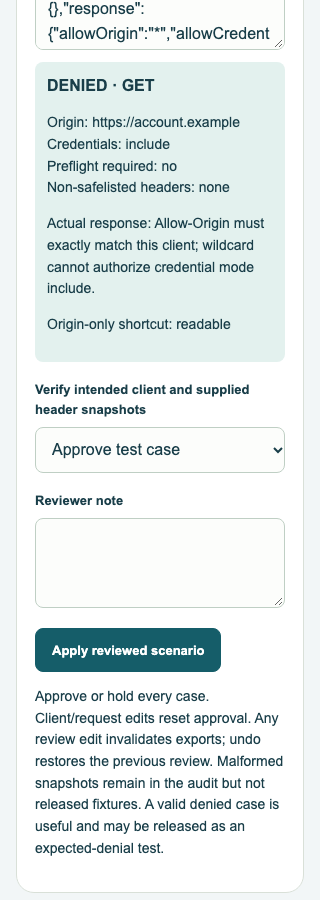 {},"response":
{"allowOrigin":"*","allowCredent
DENIED · GET
Origin: https://account.example
Credentials: include
Preflight required: no
Non-safelisted headers: none
Actual response: Allow-Origin must
exactly match this client; wildcard
cannot authorize credential mode
include.
Origin-only shortcut: readable
Verify intended client and supplied
header snapshots
Approve test case
Reviewer note
Apply reviewed scenario
Approve or hold every case.
Client/request edits reset approval. Any
review edit invalidates exports; undo
restores the previous review. Malformed
snapshots remain in the audit but not
released fixtures. A valid denied case is
useful and may be released as an
expected-denial test.